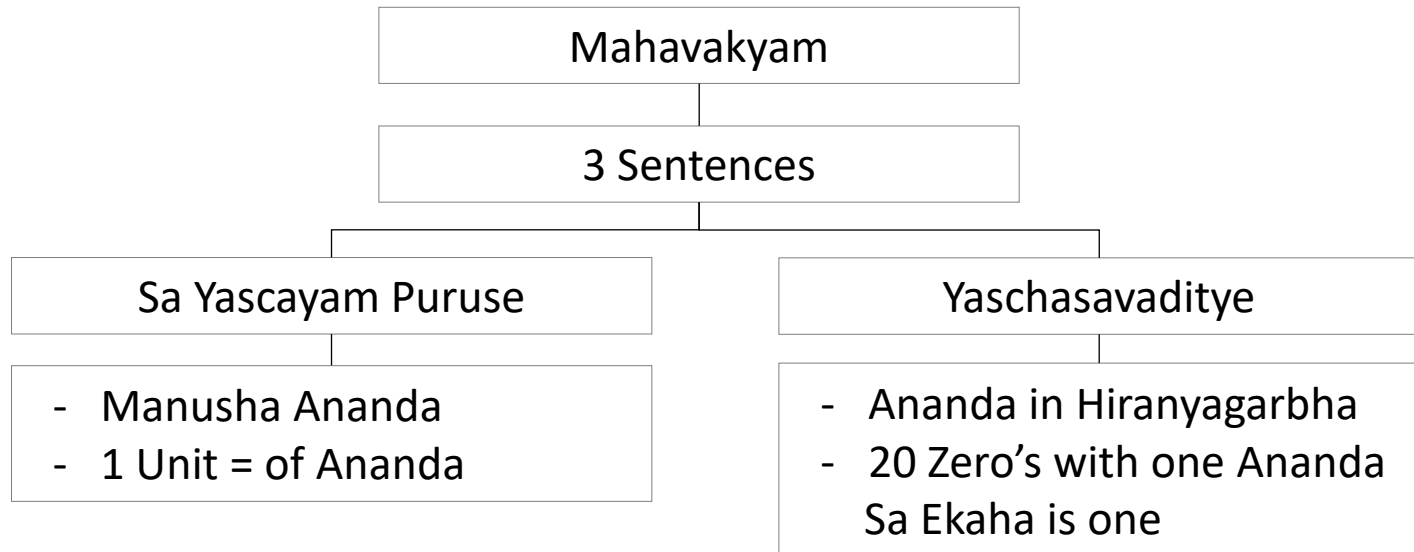 Mahavakyam
3 Sentences
Sa Yascayam Puruse
Yaschasavaditye
- Manusha Ananda
- 1 Unit = of Ananda
- Ananda in Hiranyagarbha
- 20 Zero’s with one Ananda
Sa Ekaha is one